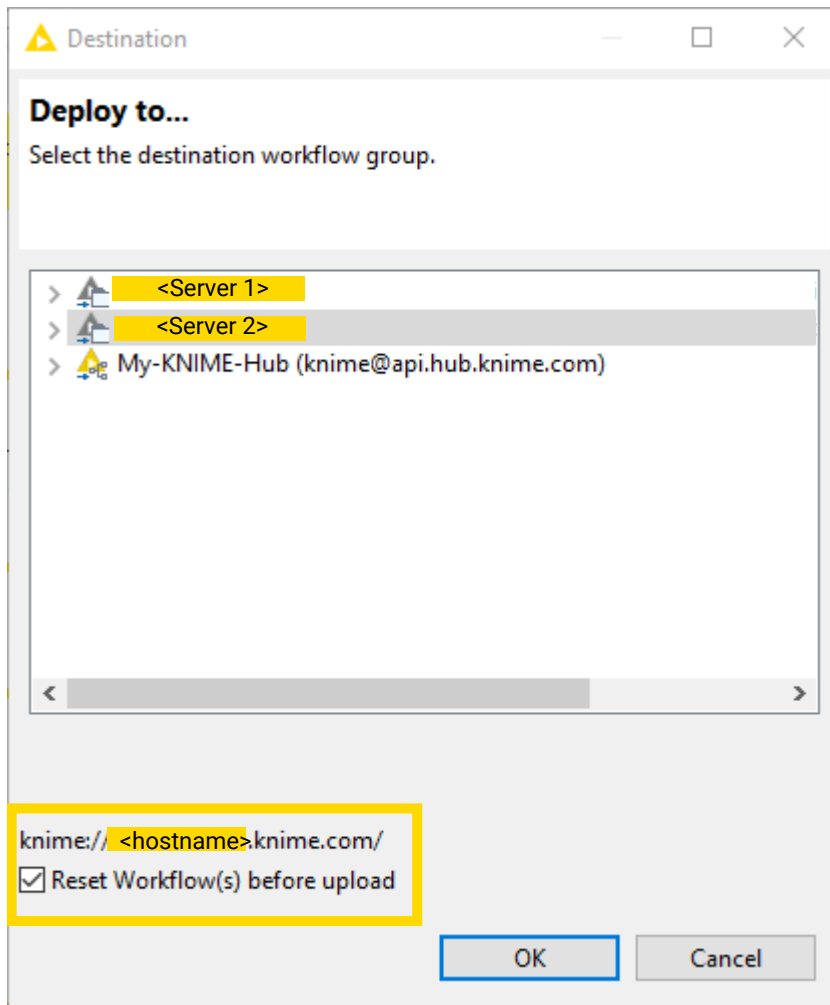 Destination
Deploy to...
Select the destination workflow group.
<Server 1>
<Server 2>
My-KNIME-Hub (knime@api.hub.knime.com)
knime:// <hostname>.knime.com/
Reset Workflow(s) before upload
OK
Cancel